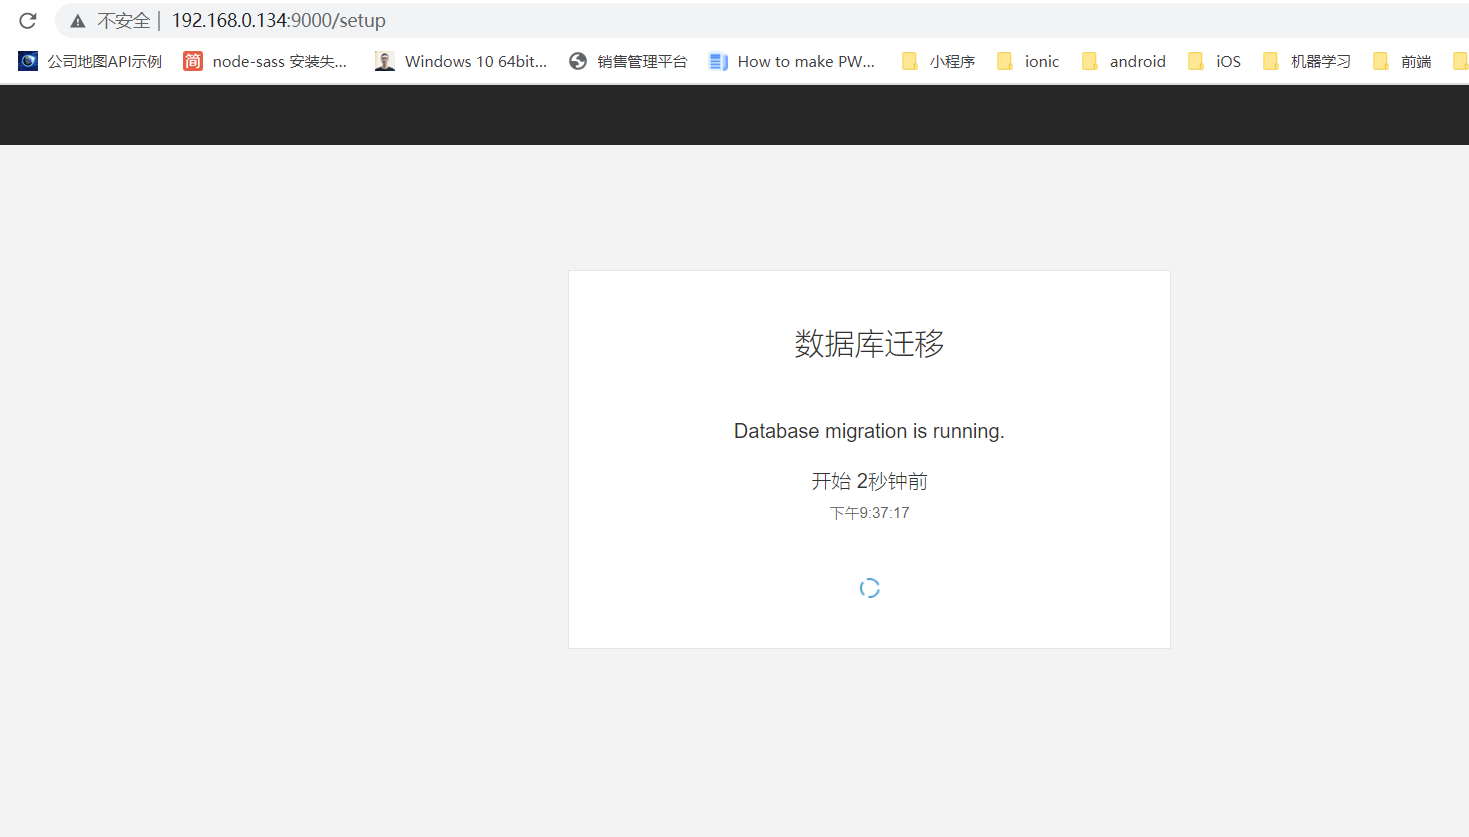 不安全 | 192.168.0.134:9000/setup
公司地图API示例 简 node-sass 安装失... Windows 10 64bit... 销售管理平台 How to make PW... 小程序 ionic android iOS 机器学习 前端
数据库迁移
Database migration is running.
开始 2秒钟前
下午9:37:17